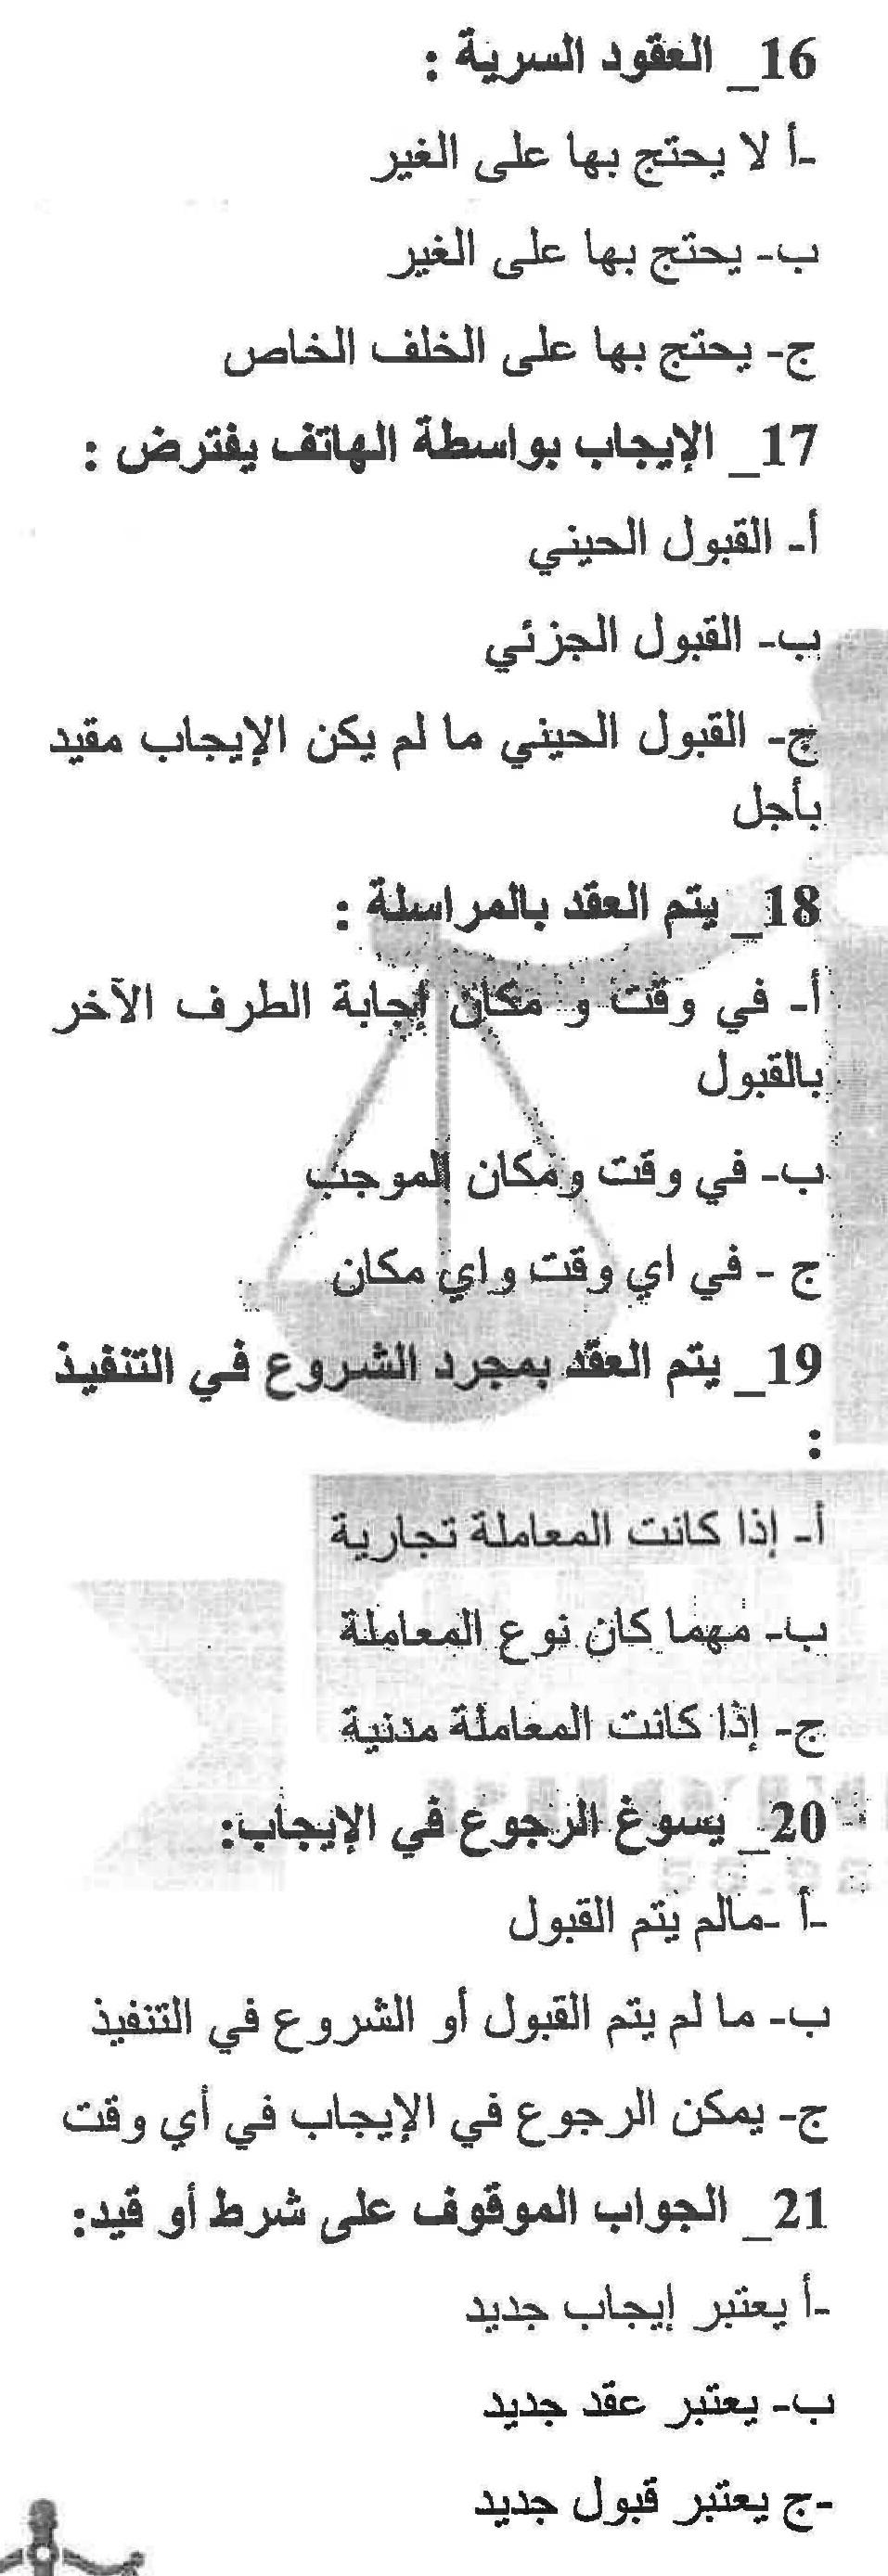 16_ العقود السرية :
-أ لا يحتج بها على الغير
ب- يحتج بها على الغير
ج- يحتج بها على الخلف الخاص
17_ الإيجاب بواسطة الهاتف يفترض :
أ- القبول الحيني
ب- القبول الجزئي
ج- القبول الحيني ما لم يكن الإيجاب مقيد
بأجل
18_ يتم العقد بالمراسلة :
أ- في وقت و مكان إجابة الطرف الآخر
بالقبول
ب- في وقت ومكان الموجب
ج - في اي وقت واي مكان
19_ يتم العقد بمجرد الشروع في التنفيذ
:
أ- إذا كانت المعاملة تجارية
ب- مهما كان نوع المعاملة
ج- إذا كانت المعاملة مدنية
20_ يسوغ الرجوع في الإيجاب:
-أ -مالم يتم القبول
ب- ما لم يتم القبول أو الشروع في التنفيذ
ج- يمكن الرجوع في الإيجاب في أي وقت
21_ الجواب الموقوف على شرط أو قيد:
-أ يعتبر إيجاب جديد
ب- يعتبر عقد جديد
-ج يعتبر قبول جديد